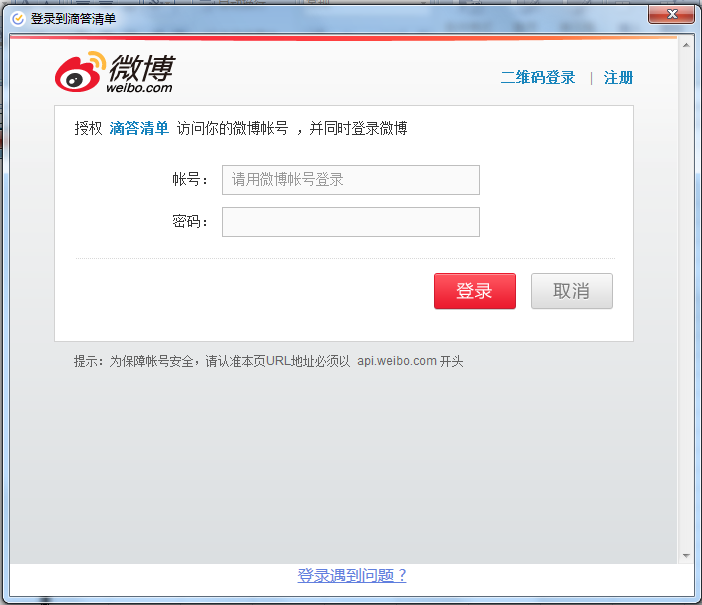 登录到滴答清单
微博
weibo.com
二维码登录 | 注册
授权 滴答清单 访问你的微博帐号 ，并同时登录微博
帐号： 请用微博帐号登录
密码：
登录 取消
提示：为保障帐号安全，请认准本页URL地址必须以 api.weibo.com 开头
登录遇到问题？